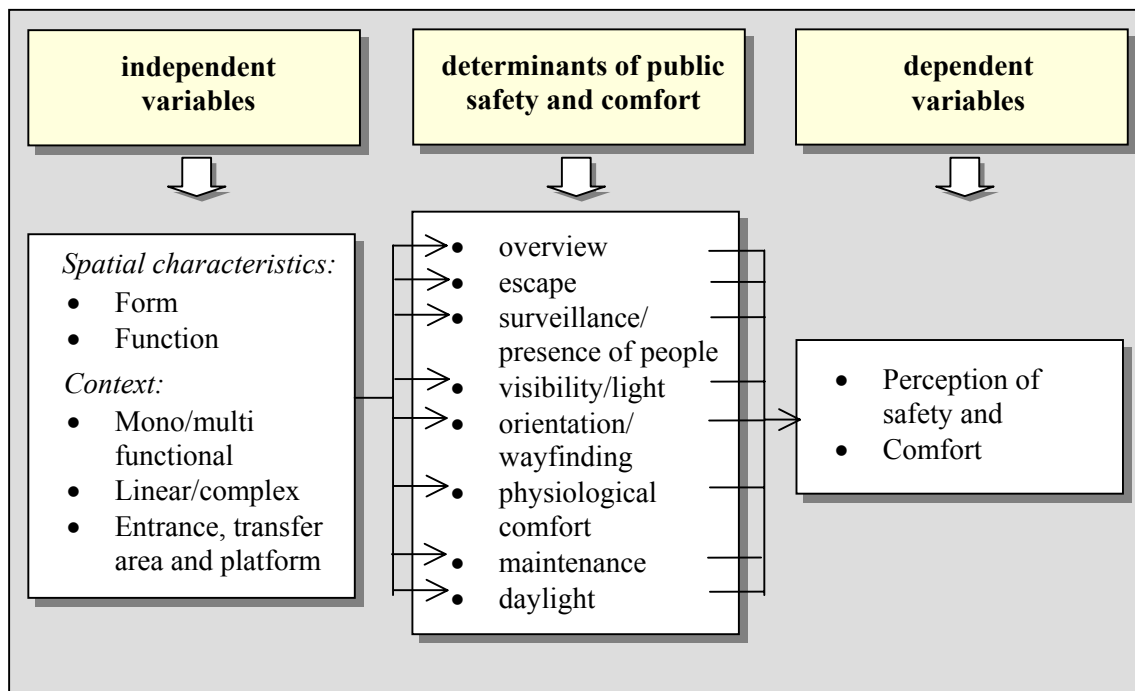 independent
variables
determinants of public
safety and comfort
dependent
variables
Spatial characteristics:
• Form
• Function
Context:
• Mono/multi
functional
• Linear/complex
• Entrance, transfer
area and platform
• overview
• escape
• surveillance/
presence of people
• visibility/light
• orientation/
wayfinding
• physiological
comfort
• maintenance
• daylight
• Perception of
safety and
• Comfort